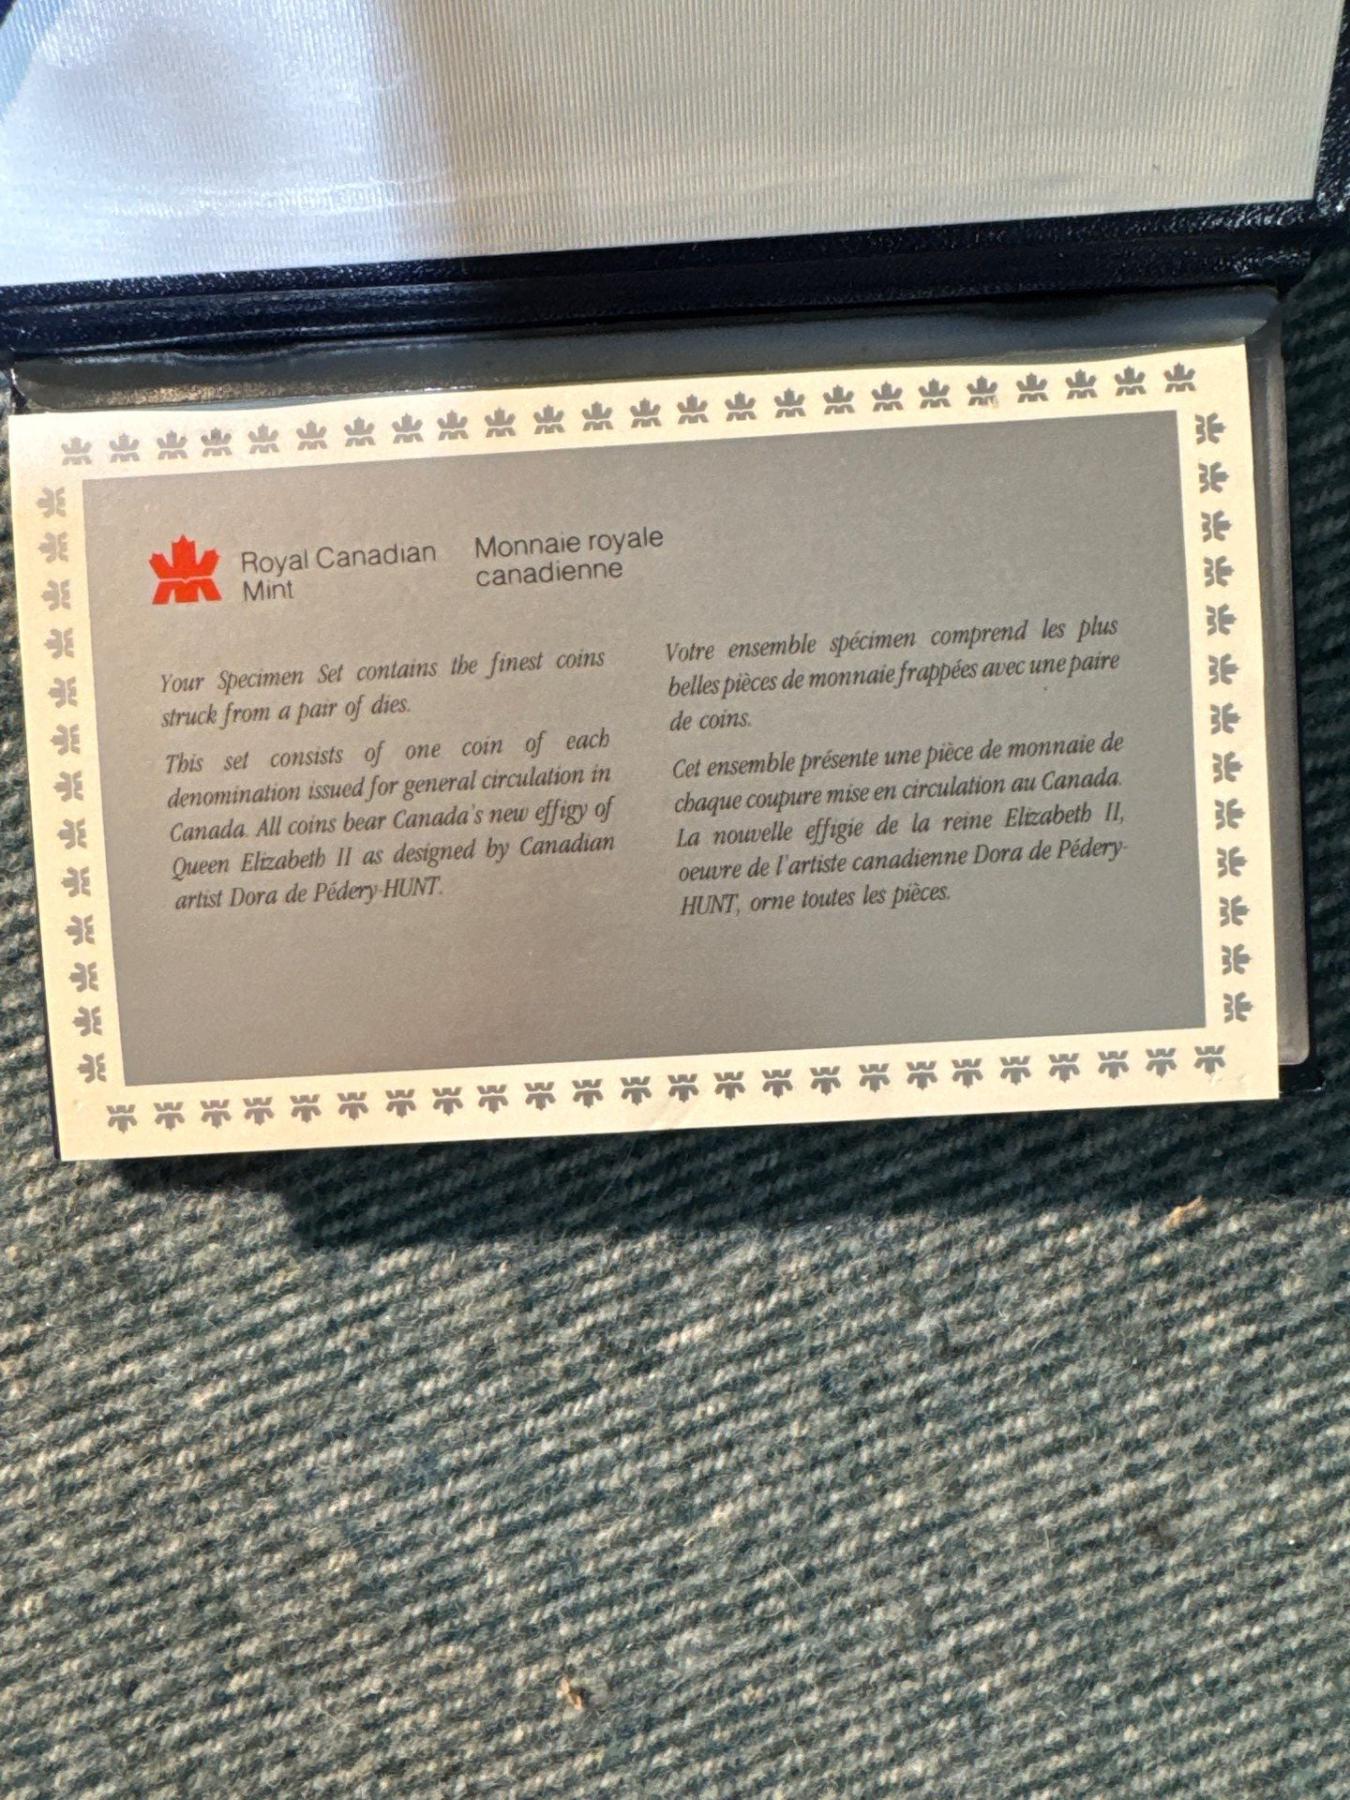 Royal Canadian
Mint
Monnaie royale
canadienne
Your Specimen Set contains the finest coins
struck from a pair of dies.
This set consists of one coin of each
denomination issued for general circulation in
Canada. All coins bear Canada's new effigy of
Queen Elizabeth II as designed by Canadian
artist Dora de Pédery-HUNT.
Votre ensemble spécimen comprend les plus
belles pièces de monnaie frappées avec une paire
de coins.
Cet ensemble présente une pièce de monnaie de
chaque coupure mise en circulation au Canada.
La nouvelle effigie de la reine Elizabeth II,
oeuvre de l'artiste canadienne Dora de Pédery-
HUNT, orne toutes les pièces.